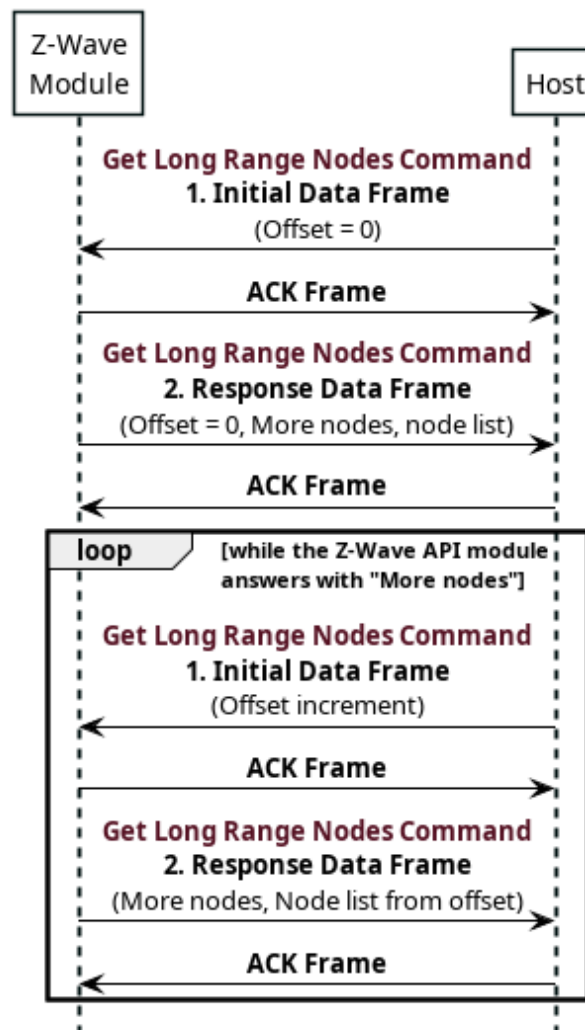 Z-Wave
Module
Host
Get Long Range Nodes Command
1. Initial Data Frame
(Offset = 0)
ACK Frame
Get Long Range Nodes Command
2. Response Data Frame
(Offset = 0, More nodes, node list)
ACK Frame
loop
[while the Z-Wave API module
answers with "More nodes"]
Get Long Range Nodes Command
1. Initial Data Frame
(Offset increment)
ACK Frame
Get Long Range Nodes Command
2. Response Data Frame
(More nodes, Node list from offset)
ACK Frame